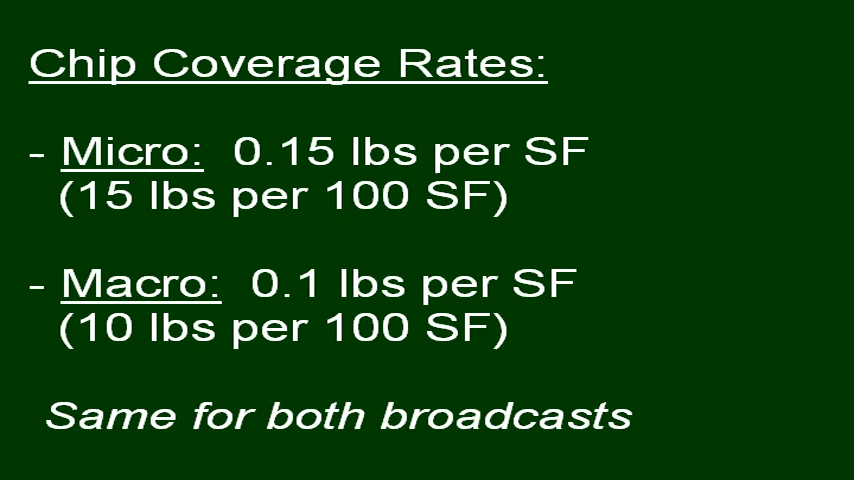 Chip Coverage Rates:
- Micro: 0.15 lbs per SF
(15 lbs per 100 SF)
- Macro: 0.1 lbs per SF
(10 lbs per 100 SF)
Same for both broadcasts